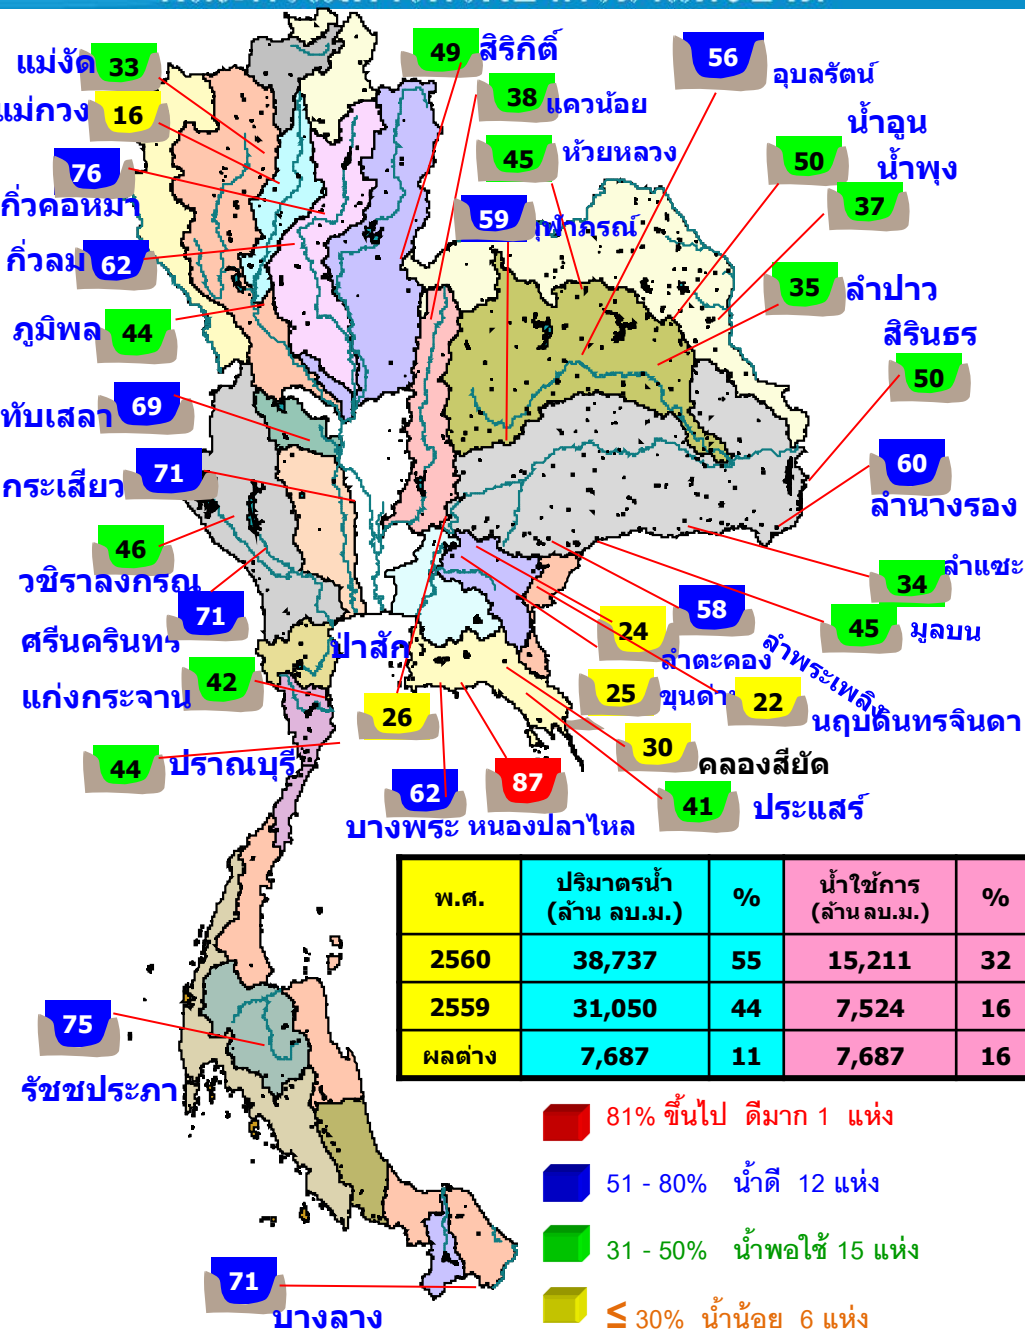 33
แม่งัด
16
แม่กวง
76
กิ่วคอหมา
62
กิ่วลม
44
ภูมิพล
69
ทับเสลา
71
กระเสียว
46
วชิราลงกรณ
71
ศรีนครินทร
42
แก่งกระจาน
44
ปราณบุรี
49
สิริกิติ์
38
แควน้อย
45
ห้วยหลวง
59
56
อุบลรัตน์
50
น้ำอูน
37
น้ำพุง
35
ลำปาว
50
สิรินธร
60
ลำนางรอง
34
ลำแซะ
45
มูลบน
58
ลำพระเพลิง
24
ลำตะคอง
25
22
นฤบดินทรจินดา
30
คลองสียัด
41
ประแสร์
ป่าสัก
26
62
บางพระ
87
หนองปลาไหล
พ.ศ. ปริมาตรน้ำ (ล้าน ลบ.ม.) % น้ำใช้การ (ล้าน ลบ.ม.) %
2560 38,737 55 15,211 32
2559 31,050 44 7,524 16
ผลต่าง 7,687 11 7,687 16
75
รัชชประภา
81% ขึ้นไป ดีมาก 1 แห่ง
51 - 80% น้ำดี 12 แห่ง
31 - 50% น้ำพอใช้ 15 แห่ง
≤ 30% น้ำน้อย 6 แห่ง
71
บางลาง